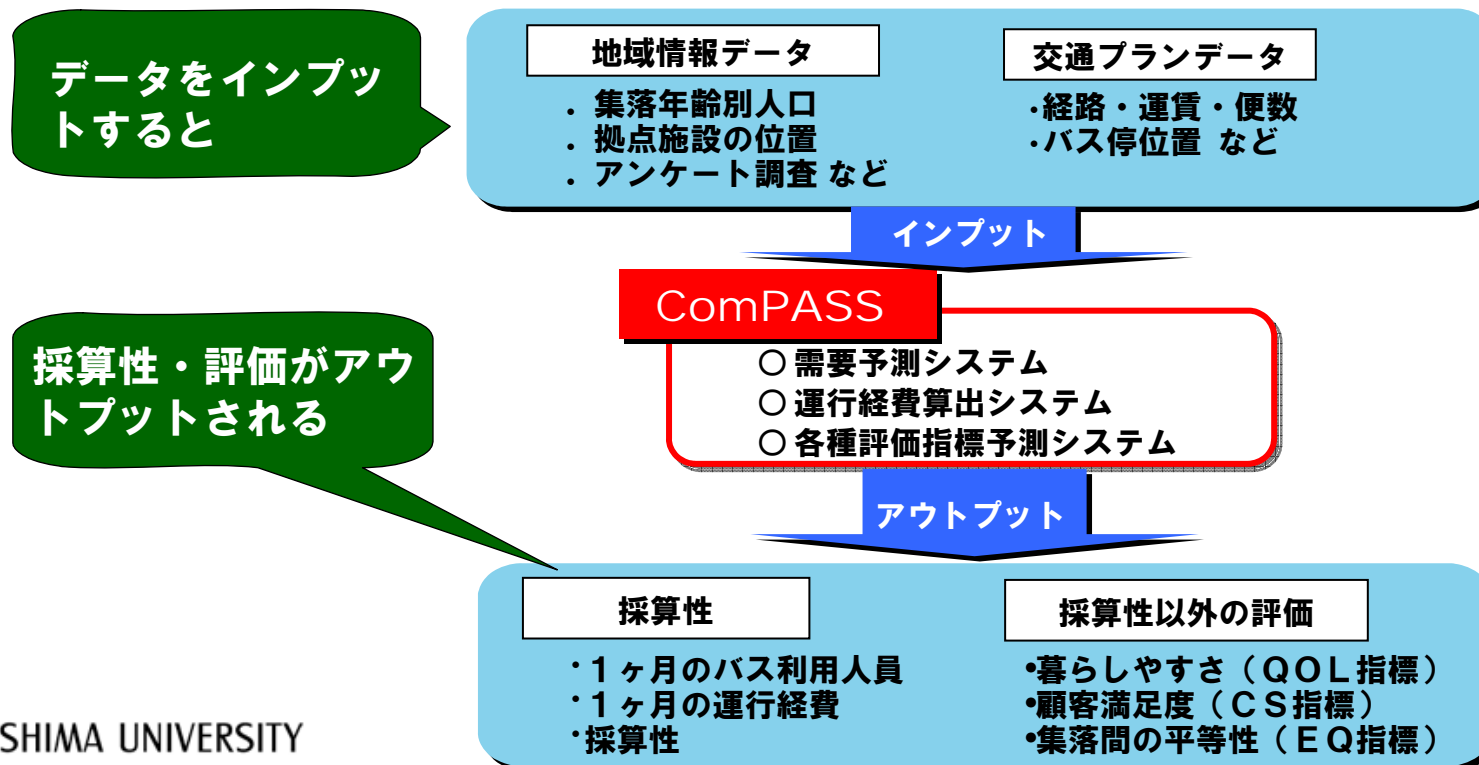 データをインプッ
トすると
地域情報データ
. 集落年齢別人口
. 拠点施設の位置
. アンケート調査 など
交通プランデータ
・経路・運賃・便数
・バス停位置 など
インプット
ComPASS
○ 需要予測システム
○ 運行経費算出システム
○ 各種評価指標予測システム
採算性・評価がアウ
トプットされる
アウトプット
採算性
・１ヶ月のバス利用人員
・１ヶ月の運行経費
・採算性
採算性以外の評価
•暮らしやすさ（ＱＯＬ指標）
•顧客満足度（ＣＳ指標）
•集落間の平等性（ＥＱ指標）
SHIMA UNIVERSITY